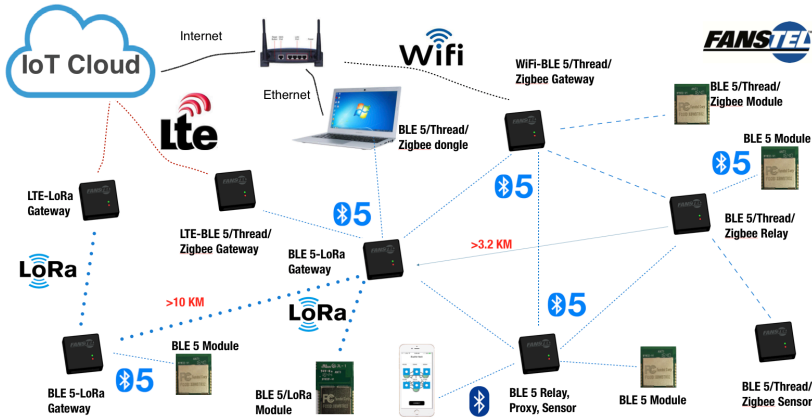 Internet
IoT Cloud
WiFi
FANSTEL
WiFi-BLE 5/Thread/
Zigbee Gateway
BLE 5/Thread/
Zigbee Module
Ethernet
Lte
BLE 5/Thread/
Zigbee dongle
BLE 5 Module
5
5
5
LTE-LoRa
Gateway
LTE-BLE 5/Thread/
Zigbee Gateway
BLE 5-LoRa
Gateway
>3.2 KM
BLE 5/Thread/
Zigbee Relay
LoRa
>10 KM
LoRa
5
BLE 5 Module
5
BLE 5-LoRa
Gateway
BLE 5/LoRa
Module
BLE 5 Relay,
Proxy, Sensor
BLE 5 Module
BLE 5/Thread/
Zigbee Sensor